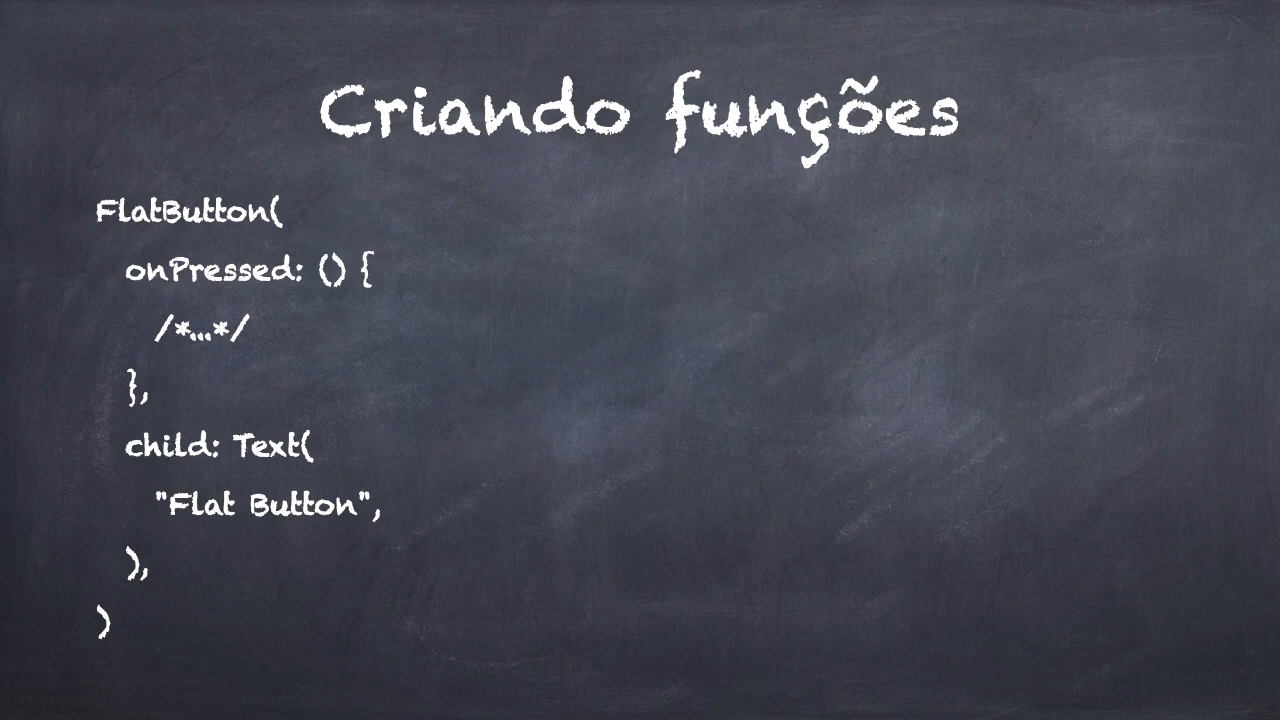 Criando funções
FlatButton(
onPressed: () {
/*...*/
},
child: Text(
"Flat Button",
),
)